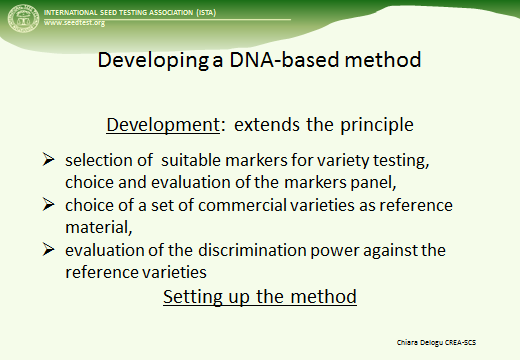 INTERNATIONAL SEED TESTING ASSOCIATION (ISTA)
www.seedtest.org
Developing a DNA-based method
Development: extends the principle
➢ selection of suitable markers for variety testing,
choice and evaluation of the markers panel,
➢ choice of a set of commercial varieties as reference
material,
➢ evaluation of the discrimination power against the
reference varieties
Setting up the method
Chiara Delogu CREA-SCS